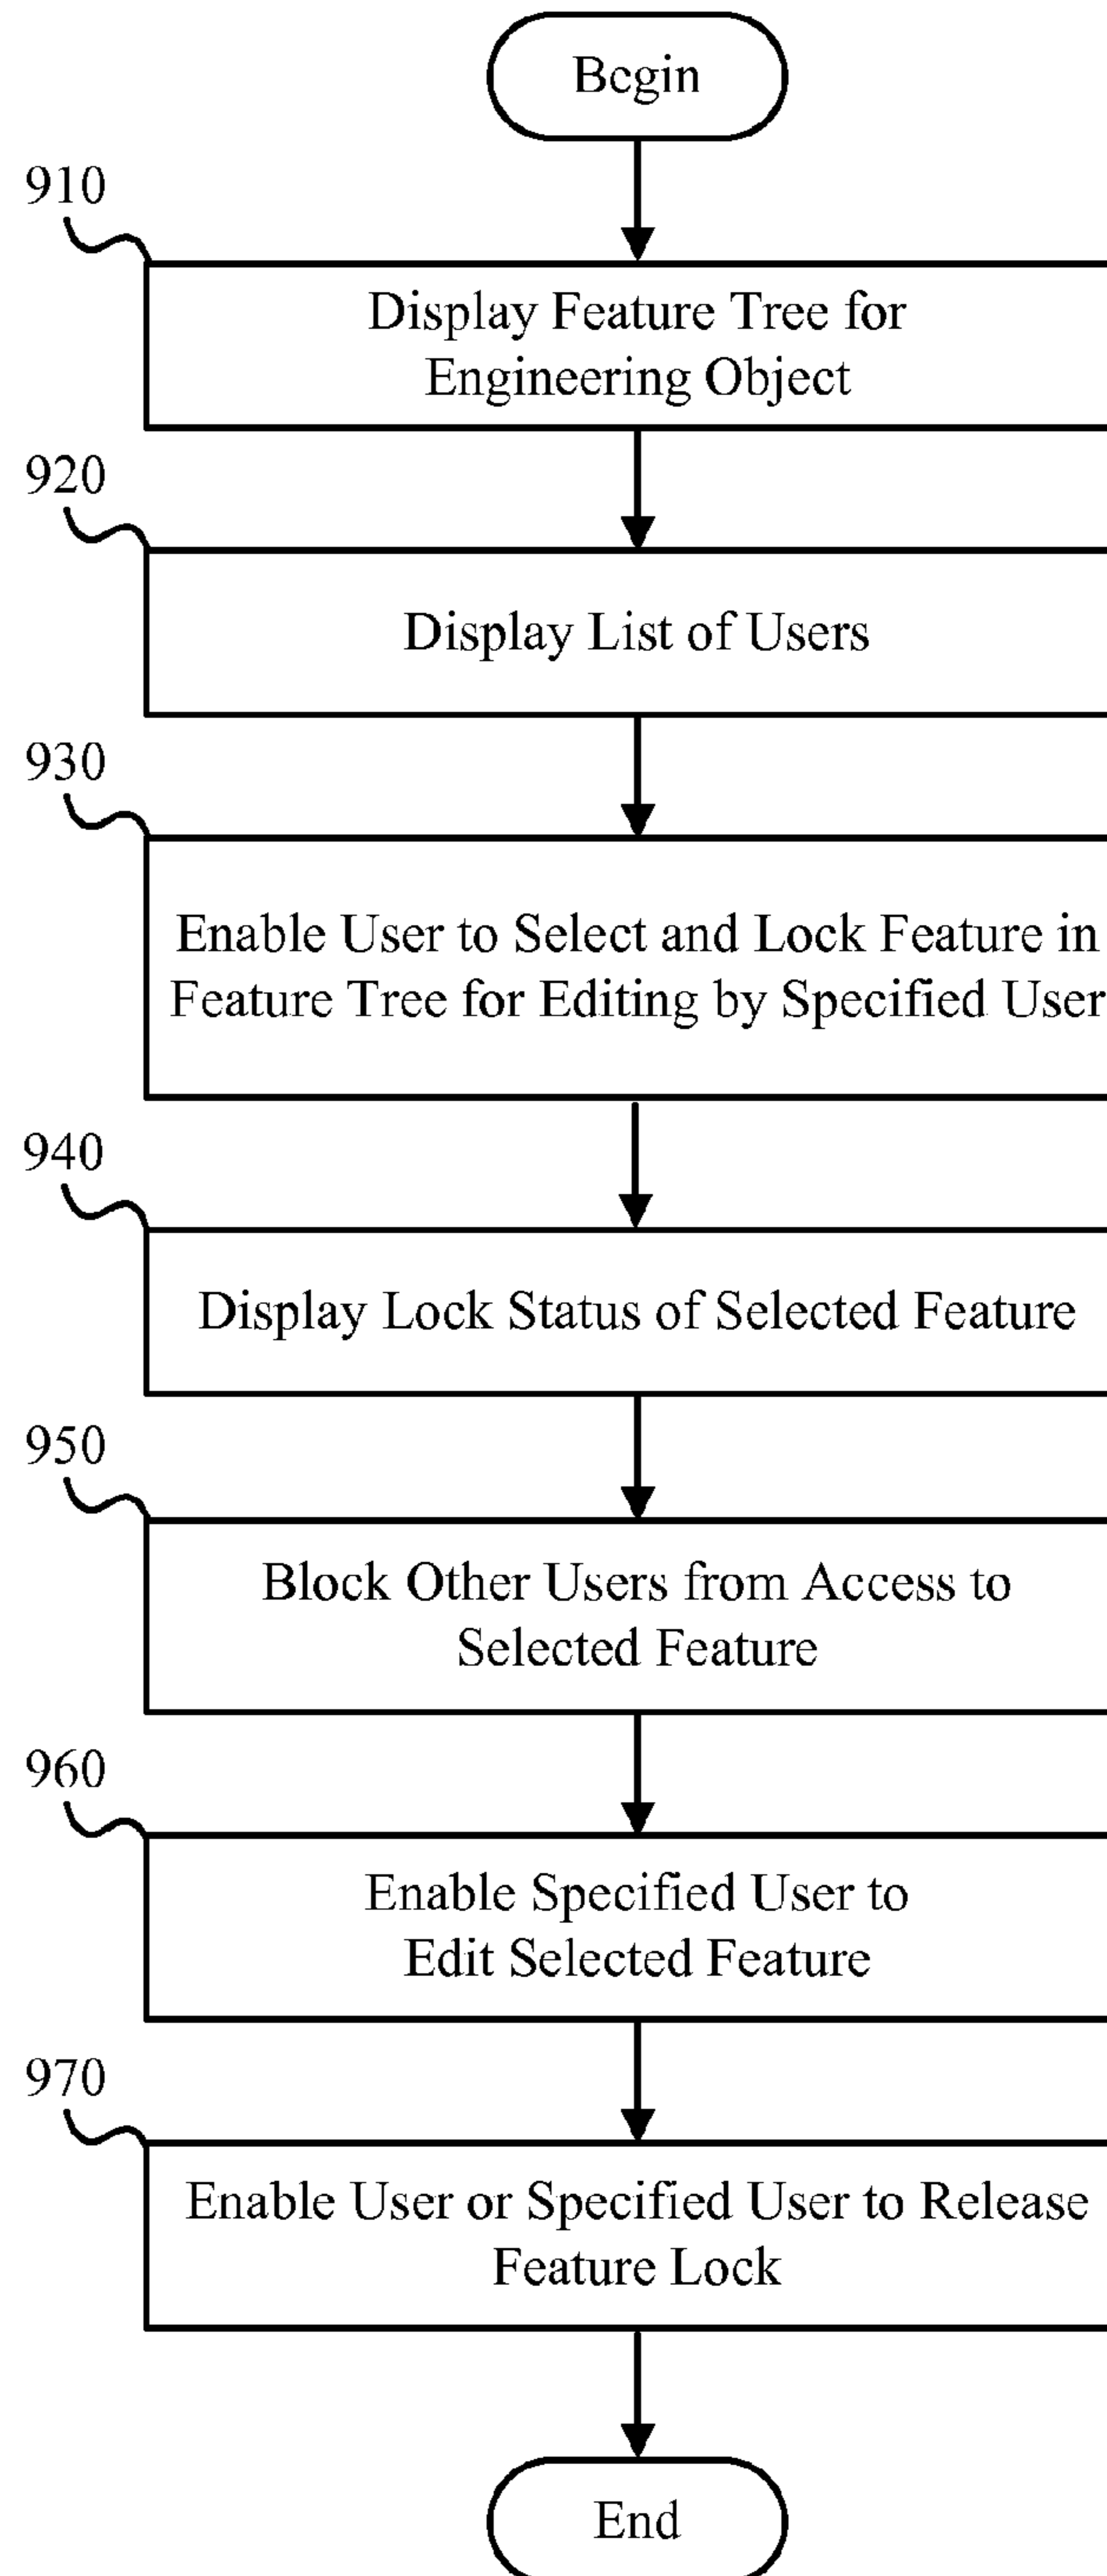 Begin
910
Display Feature Tree for
Engineering Object
920
Display List of Users
930
Enable User to Select and Lock Feature in
Feature Tree for Editing by Specified User
940
Display Lock Status of Selected Feature
950
Block Other Users from Access to
Selected Feature
960
Enable Specified User to
Edit Selected Feature
970
Enable User or Specified User to Release
Feature Lock
End